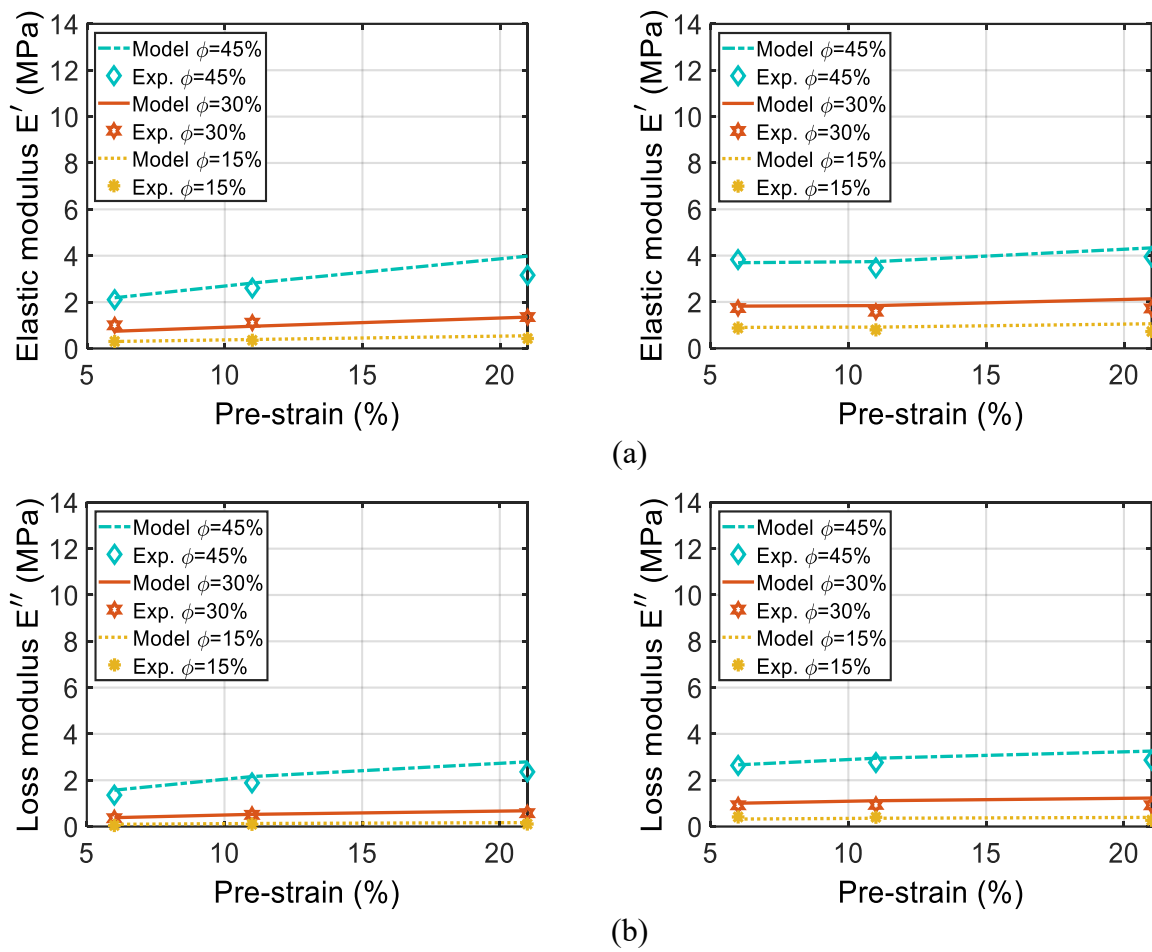 Elastic modulus E′ (MPa)
14
12
10
8
6
4
2
0
Model ϕ=45%
Exp. ϕ=45%
Model ϕ=30%
Exp. ϕ=30%
Model ϕ=15%
Exp. ϕ=15%
5 10 15 20
Pre-strain (%)
Elastic modulus E′ (MPa)
14
12
10
8
6
4
2
0
Model ϕ=45%
Exp. ϕ=45%
Model ϕ=30%
Exp. ϕ=30%
Model ϕ=15%
Exp. ϕ=15%
5 10 15 20
Pre-strain (%)
(a)
Loss modulus E″ (MPa)
14
12
10
8
6
4
2
0
Model ϕ=45%
Exp. ϕ=45%
Model ϕ=30%
Exp. ϕ=30%
Model ϕ=15%
Exp. ϕ=15%
5 10 15 20
Pre-strain (%)
Loss modulus E″ (MPa)
14
12
10
8
6
4
2
0
Model ϕ=45%
Exp. ϕ=45%
Model ϕ=30%
Exp. ϕ=30%
Model ϕ=15%
Exp. ϕ=15%
5 10 15 20
Pre-strain (%)
(b)